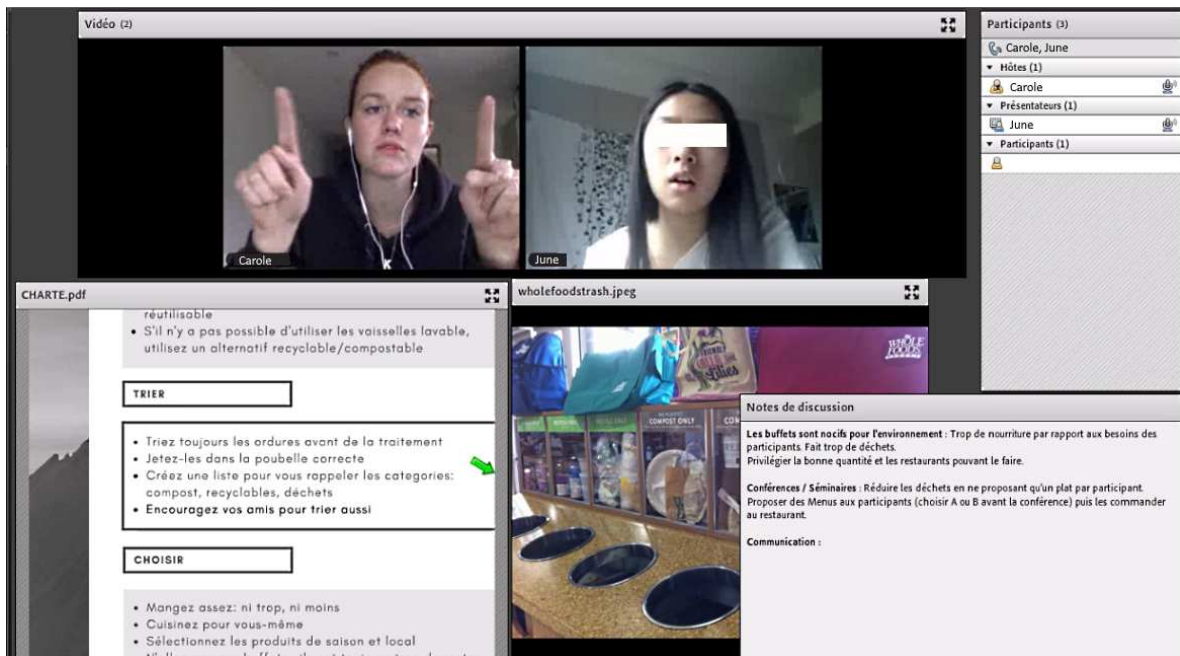 Vidéo (2)
Carole
June
Participants (3)
Carole, June
Hôtes (1)
Carole
Présentateurs (1)
June
Participants (1)
CHARTE.pdf
réutilisable
• S'il n'y a pas possible d'utiliser les vaisselles lavable,
utilisez un alternatif recyclable/compostable
TRIER
• Triez toujours les ordures avant de la traitement
• Jetez-les dans la poubelle correcte
• Créez une liste pour vous rappeler les categories:
compost, recyclables, déchets
• Encouragez vos amis pour trier aussi
CHOISIR
• Mangez assez: ni trop, ni moins
• Cuisinez pour vous-même
• Sélectionnez les produits de saison et local
wholefoodstrash.jpeg
WHOLE
FOODS
COMPOST ONLY
Notes de discussion
Les buffets sont nocifs pour l'environnement : Trop de nourriture par rapport aux besoins des
participants. Fait trop de déchets.
Privilégier la bonne quantité et les restaurants pouvant le faire.
Conférences / Séminaires : Réduire les déchets en ne proposant qu'un plat par participant.
Proposer des Menus aux participants (choisir A ou B avant la conférence) puis les commander
au restaurant.
Communication :